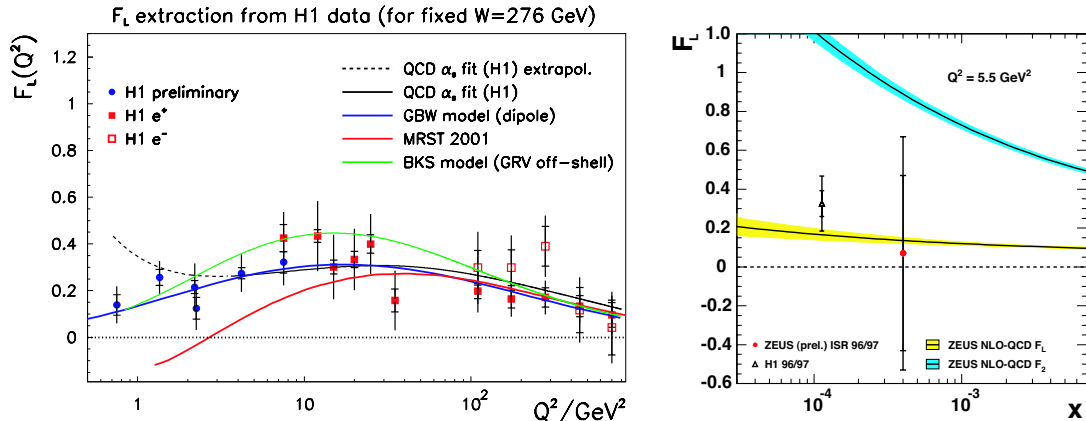 F_L extraction from H1 data (for fixed W=276 GeV)
F_L(Q²)
1.2
1
0.8
0.6
0.4
0.2
0
H1 preliminary
H1 e⁺
H1 e⁻
QCD α_s fit (H1) extrapol.
QCD α_s fit (H1)
GBW model (dipole)
MRST 2001
BKS model (GRV off-shell)
1
10
10²
Q²/GeV²
F_L
1.0
1
0.8
0.6
0.4
0.2
0
-0.2
-0.4
-0.6
Q² = 5.5 GeV²
ZEUS (prel.) ISR 96/97
H1 96/97
ZEUS NLO-QCD F_L
ZEUS NLO-QCD F₂
10⁻⁴
10⁻³
x